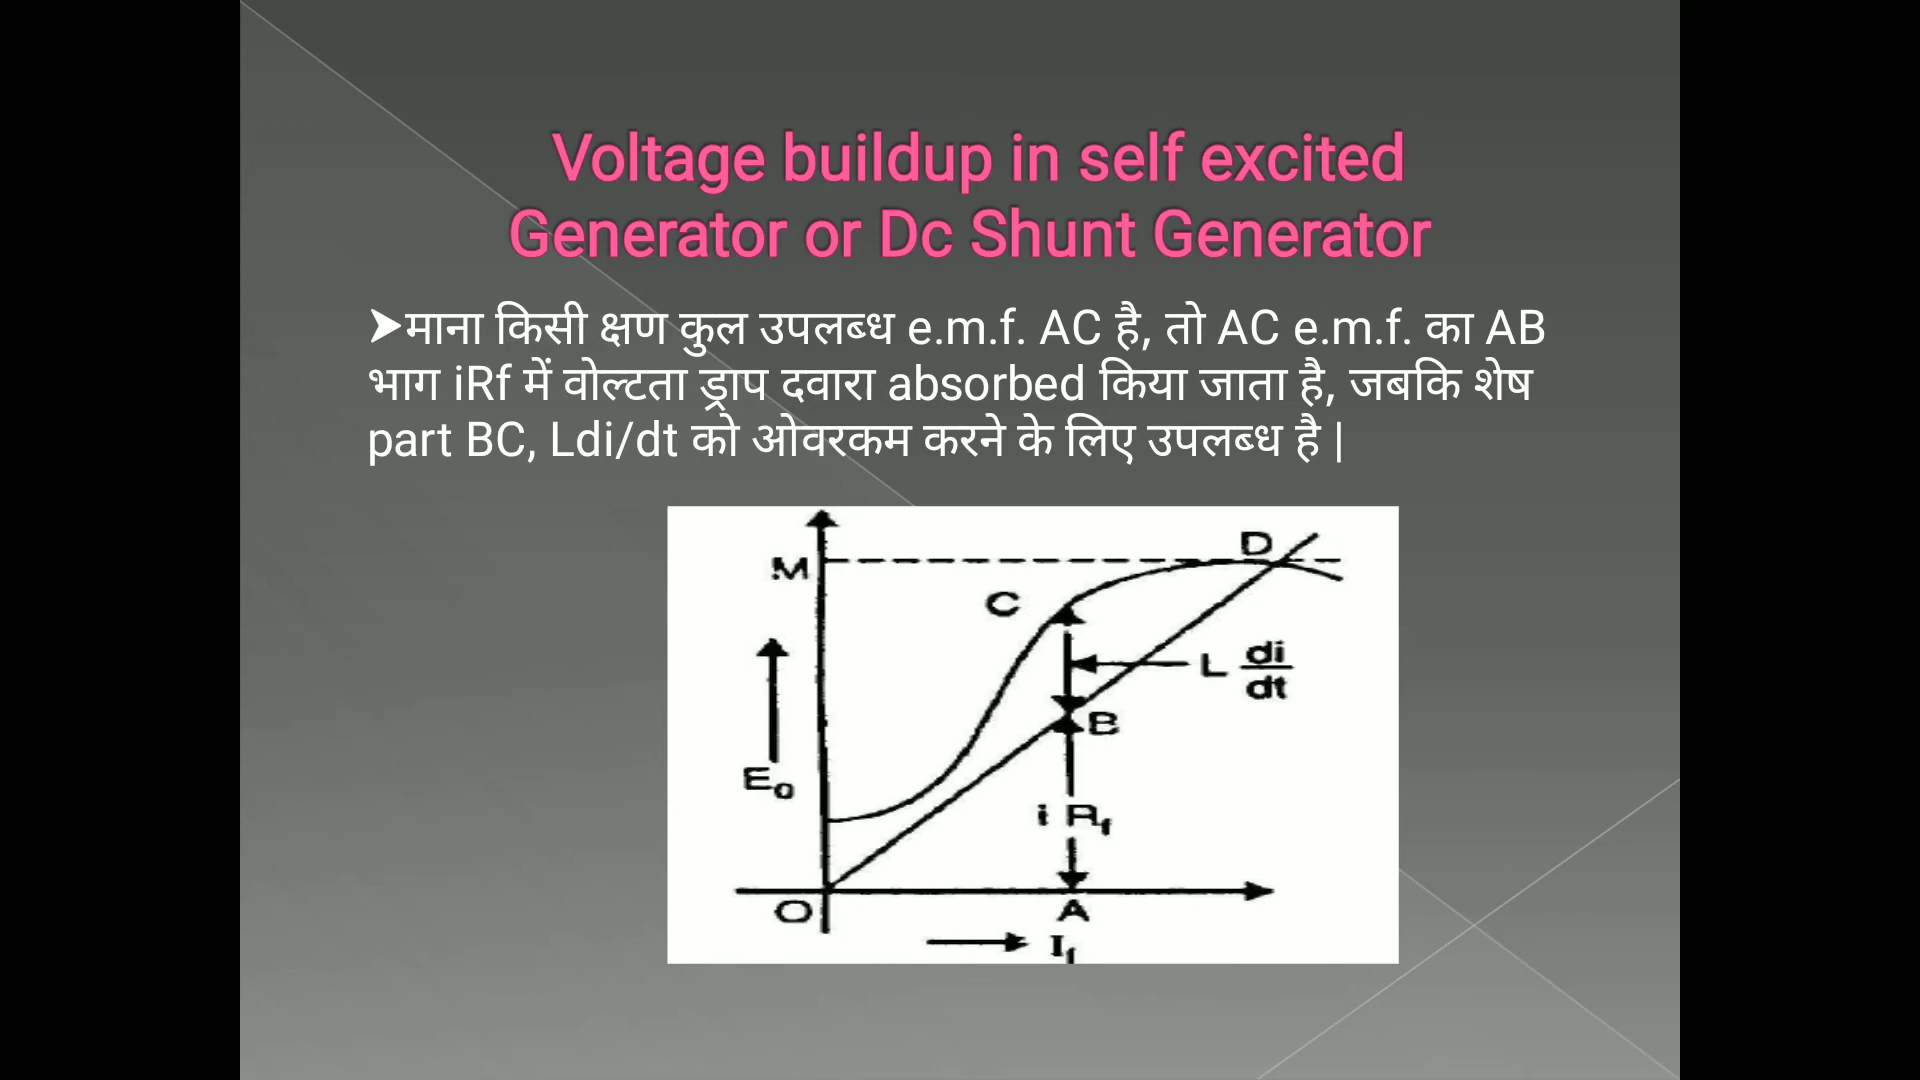 Voltage buildup in self excited
Generator or Dc Shunt Generator
➤माना किसी क्षण कुल उपलब्ध e.m.f. AC है, तो AC e.m.f. का AB
भाग iRf में वोल्टता ड्राप दवारा absorbed किया जाता है, जबकि शेष
part BC, Ldi/dt को ओवरकम करने के लिए उपलब्ध है |
M
D
C
L di/dt
B
E₀
i Rf
O
A
If